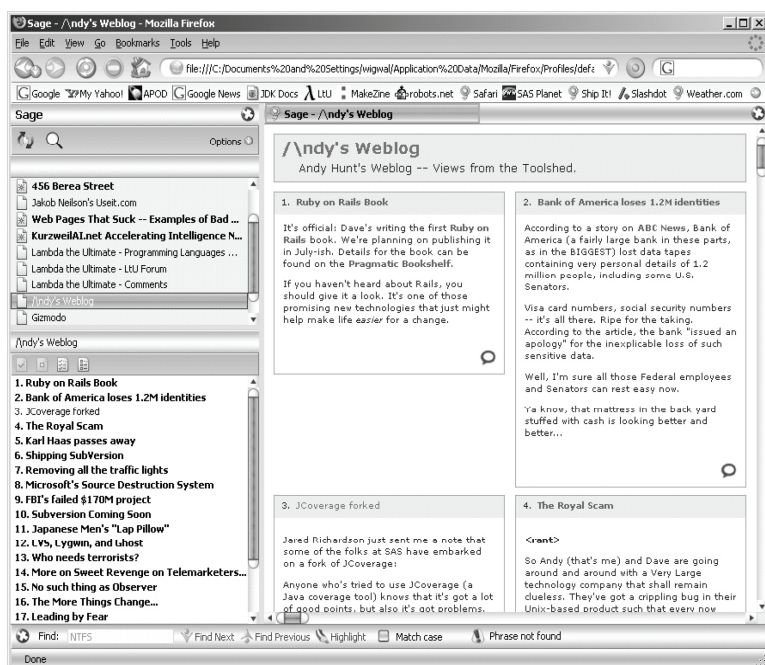 Sage - /\ndy's Weblog - Mozilla Firefox
File Edit View Go Bookmarks Tools Help
file:///C:/Documents%20and%20Settings/wigwal/Application%20Data/Mozilla/Firefox/Profiles/defa
Google My Yahoo! APOD Google News JDK Docs LtU MakeZine robots.net Safari SAS Planet Ship It! Slashdot Weather.com
Sage
Sage - /\ndy's Weblog
Options
456 Berea Street
Jakob Neilson's Useit.com
Web Pages That Suck -- Examples of Bad ...
KurzweilAI.net Accelerating Intelligence N...
Lambda the Ultimate - Programming Languages ...
Lambda the Ultimate - LtU Forum
Lambda the Ultimate - Comments
/\ndy's Weblog
Gizmodo
/\ndy's Weblog
1. Ruby on Rails Book
2. Bank of America loses 1.2M identities
3. JCoverage forked
4. The Royal Scam
5. Karl Haas passes away
6. Shipping SubVersion
7. Removing all the traffic lights
8. Microsoft's Source Destruction System
9. FBI's failed $170M project
10. Subversion Coming Soon
11. Japanese Men's "Lap Pillow"
12. CVS, Cygwin, and Ghost
13. Who needs terrorists?
14. More on Sweet Revenge on Telemarketers...
15. No such thing as Observer
16. The More Things Change...
17. Leading by Fear
/\ndy's Weblog
Andy Hunt's Weblog -- Views from the Toolshed.
1. Ruby on Rails Book
It's official: Dave's writing the first Ruby on
Rails book. We're planning on publishing it
in July-ish. Details for the book can be
found on the Pragmatic Bookshelf.
If you haven't heard about Rails, you
should give it a look. It's one of those
promising new technologies that just might
help make life easier for a change.
2. Bank of America loses 1.2M identities
According to a story on ABC News, Bank of
America (a fairly large bank in these parts,
as in the BIGGEST) lost data tapes
containing very personal details of 1.2
million people, including some U.S.
Senators.
Visa card numbers, social security numbers
-- it's all there. Ripe for the taking.
According to the article, the bank "issued an
apology" for the inexplicable loss of such
sensitive data.
Well, I'm sure all those Federal employees
and Senators can rest easy now.
Ya know, that mattress in the back yard
stuffed with cash is looking better and
better...
3. JCoverage forked
Jared Richardson just sent me a note that
some of the folks at SAS have embarked
on a fork of JCoverage:
Anyone who's tried to use JCoverage (a
Java coverage tool) knows that it's got a lot
of good points, but also it's got problems.
4. The Royal Scam
<rant>
So Andy (that's me) and Dave are going
around and around with a Very Large
technology company that shall remain
clueless. They've got a crippling bug in their
Unix-based product such that every now
Find: NTFS Find Next Find Previous Highlight Match case Phrase not found
Done